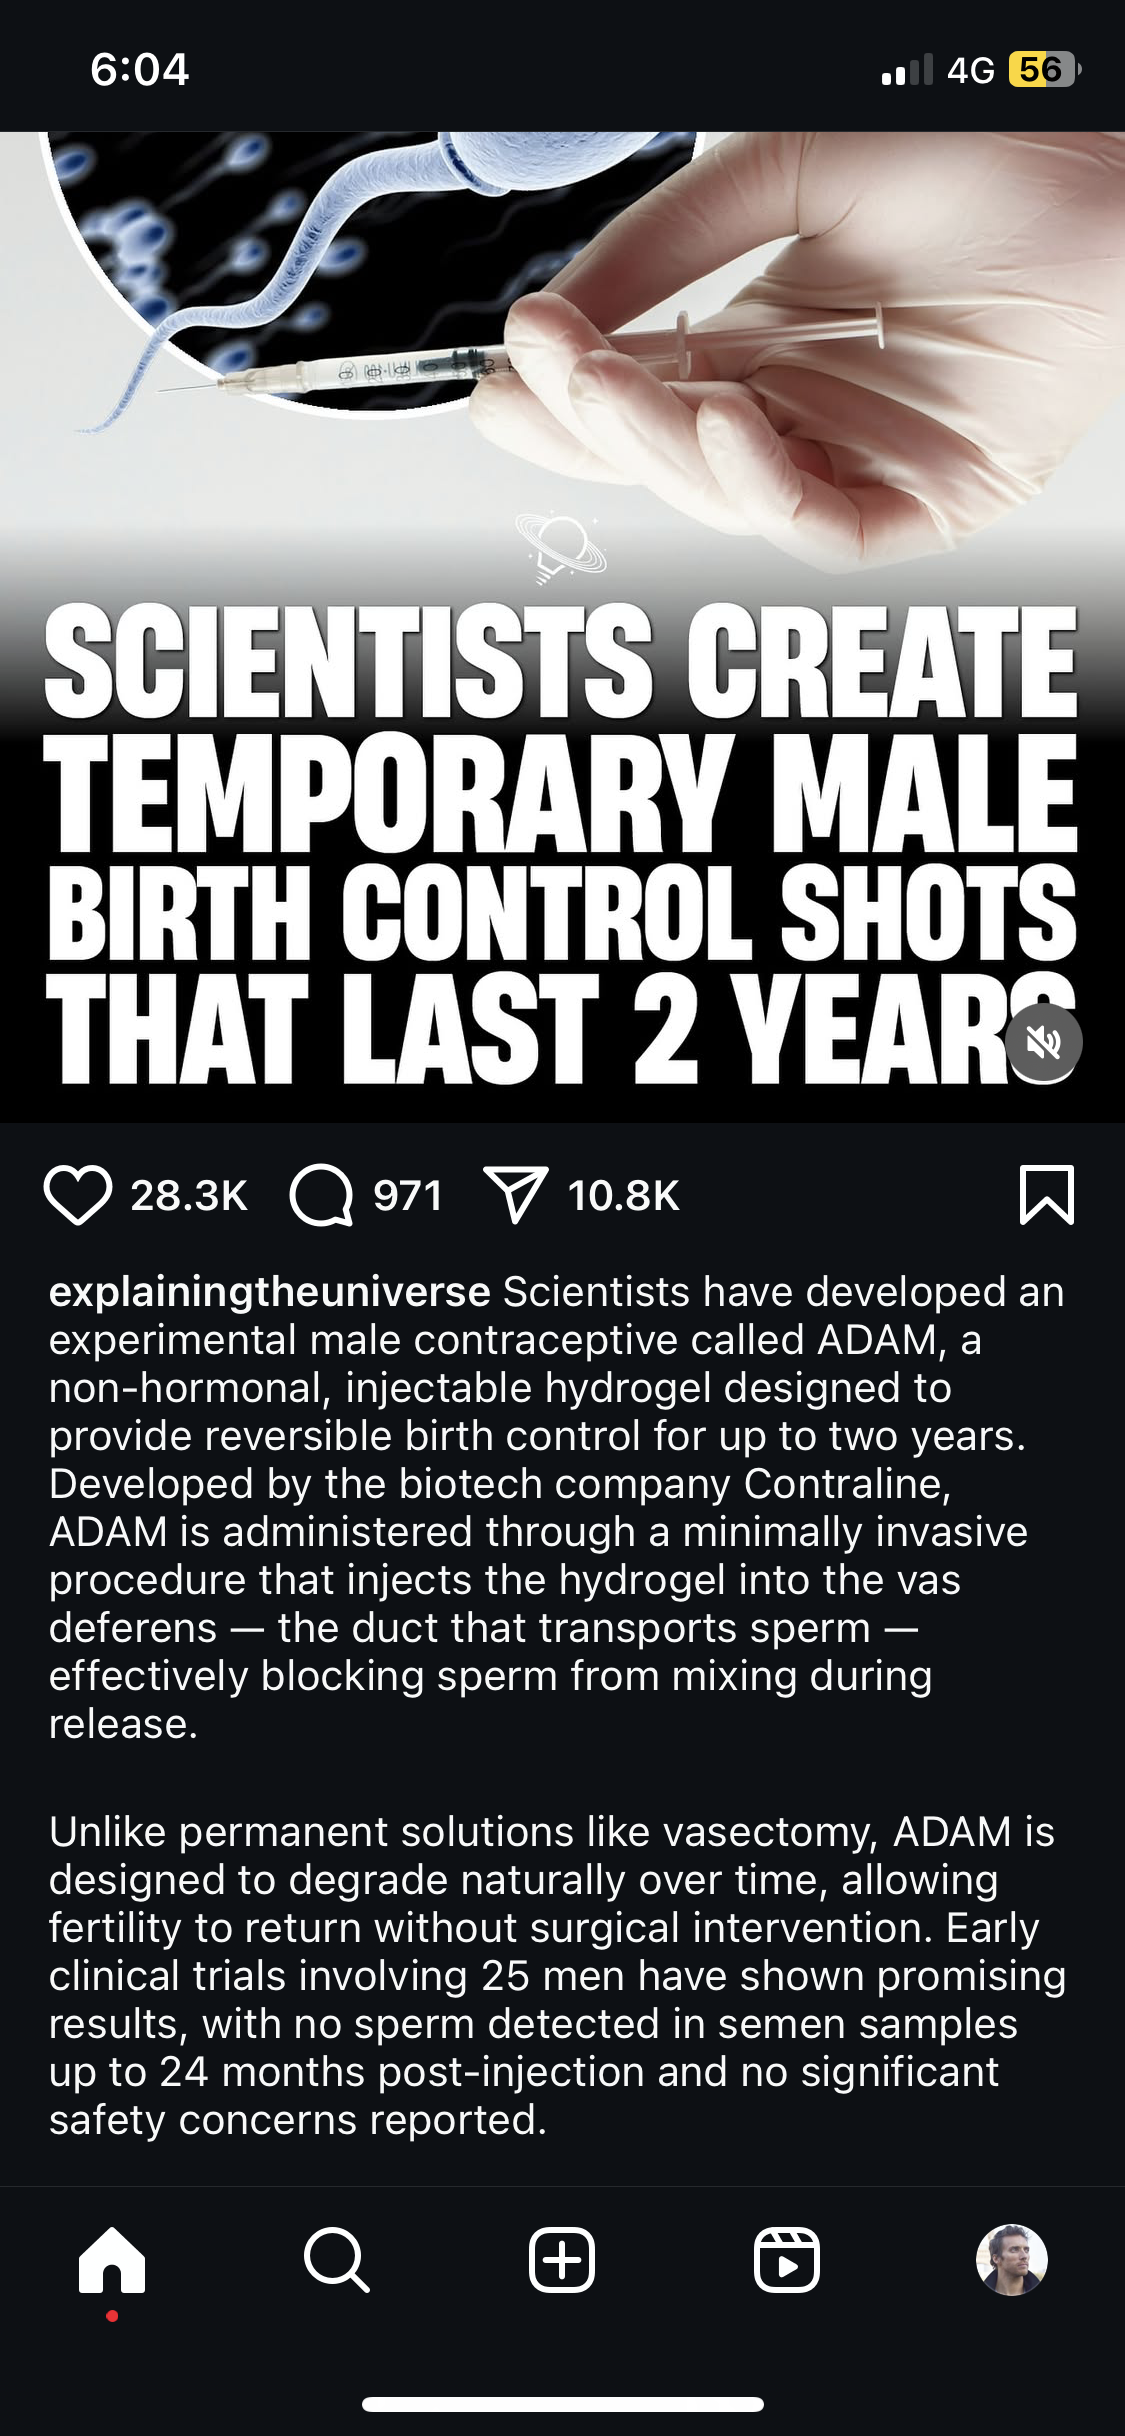 6:04
4G 56
SCIENTISTS CREATE
TEMPORARY MALE
BIRTH CONTROL SHOTS
THAT LAST 2 YEARS
28.3K 971 10.8K
explainingtheuniverse Scientists have developed an
experimental male contraceptive called ADAM, a
non-hormonal, injectable hydrogel designed to
provide reversible birth control for up to two years.
Developed by the biotech company Contraline,
ADAM is administered through a minimally invasive
procedure that injects the hydrogel into the vas
deferens — the duct that transports sperm —
effectively blocking sperm from mixing during
release.
Unlike permanent solutions like vasectomy, ADAM is
designed to degrade naturally over time, allowing
fertility to return without surgical intervention. Early
clinical trials involving 25 men have shown promising
results, with no sperm detected in semen samples
up to 24 months post-injection and no significant
safety concerns reported.